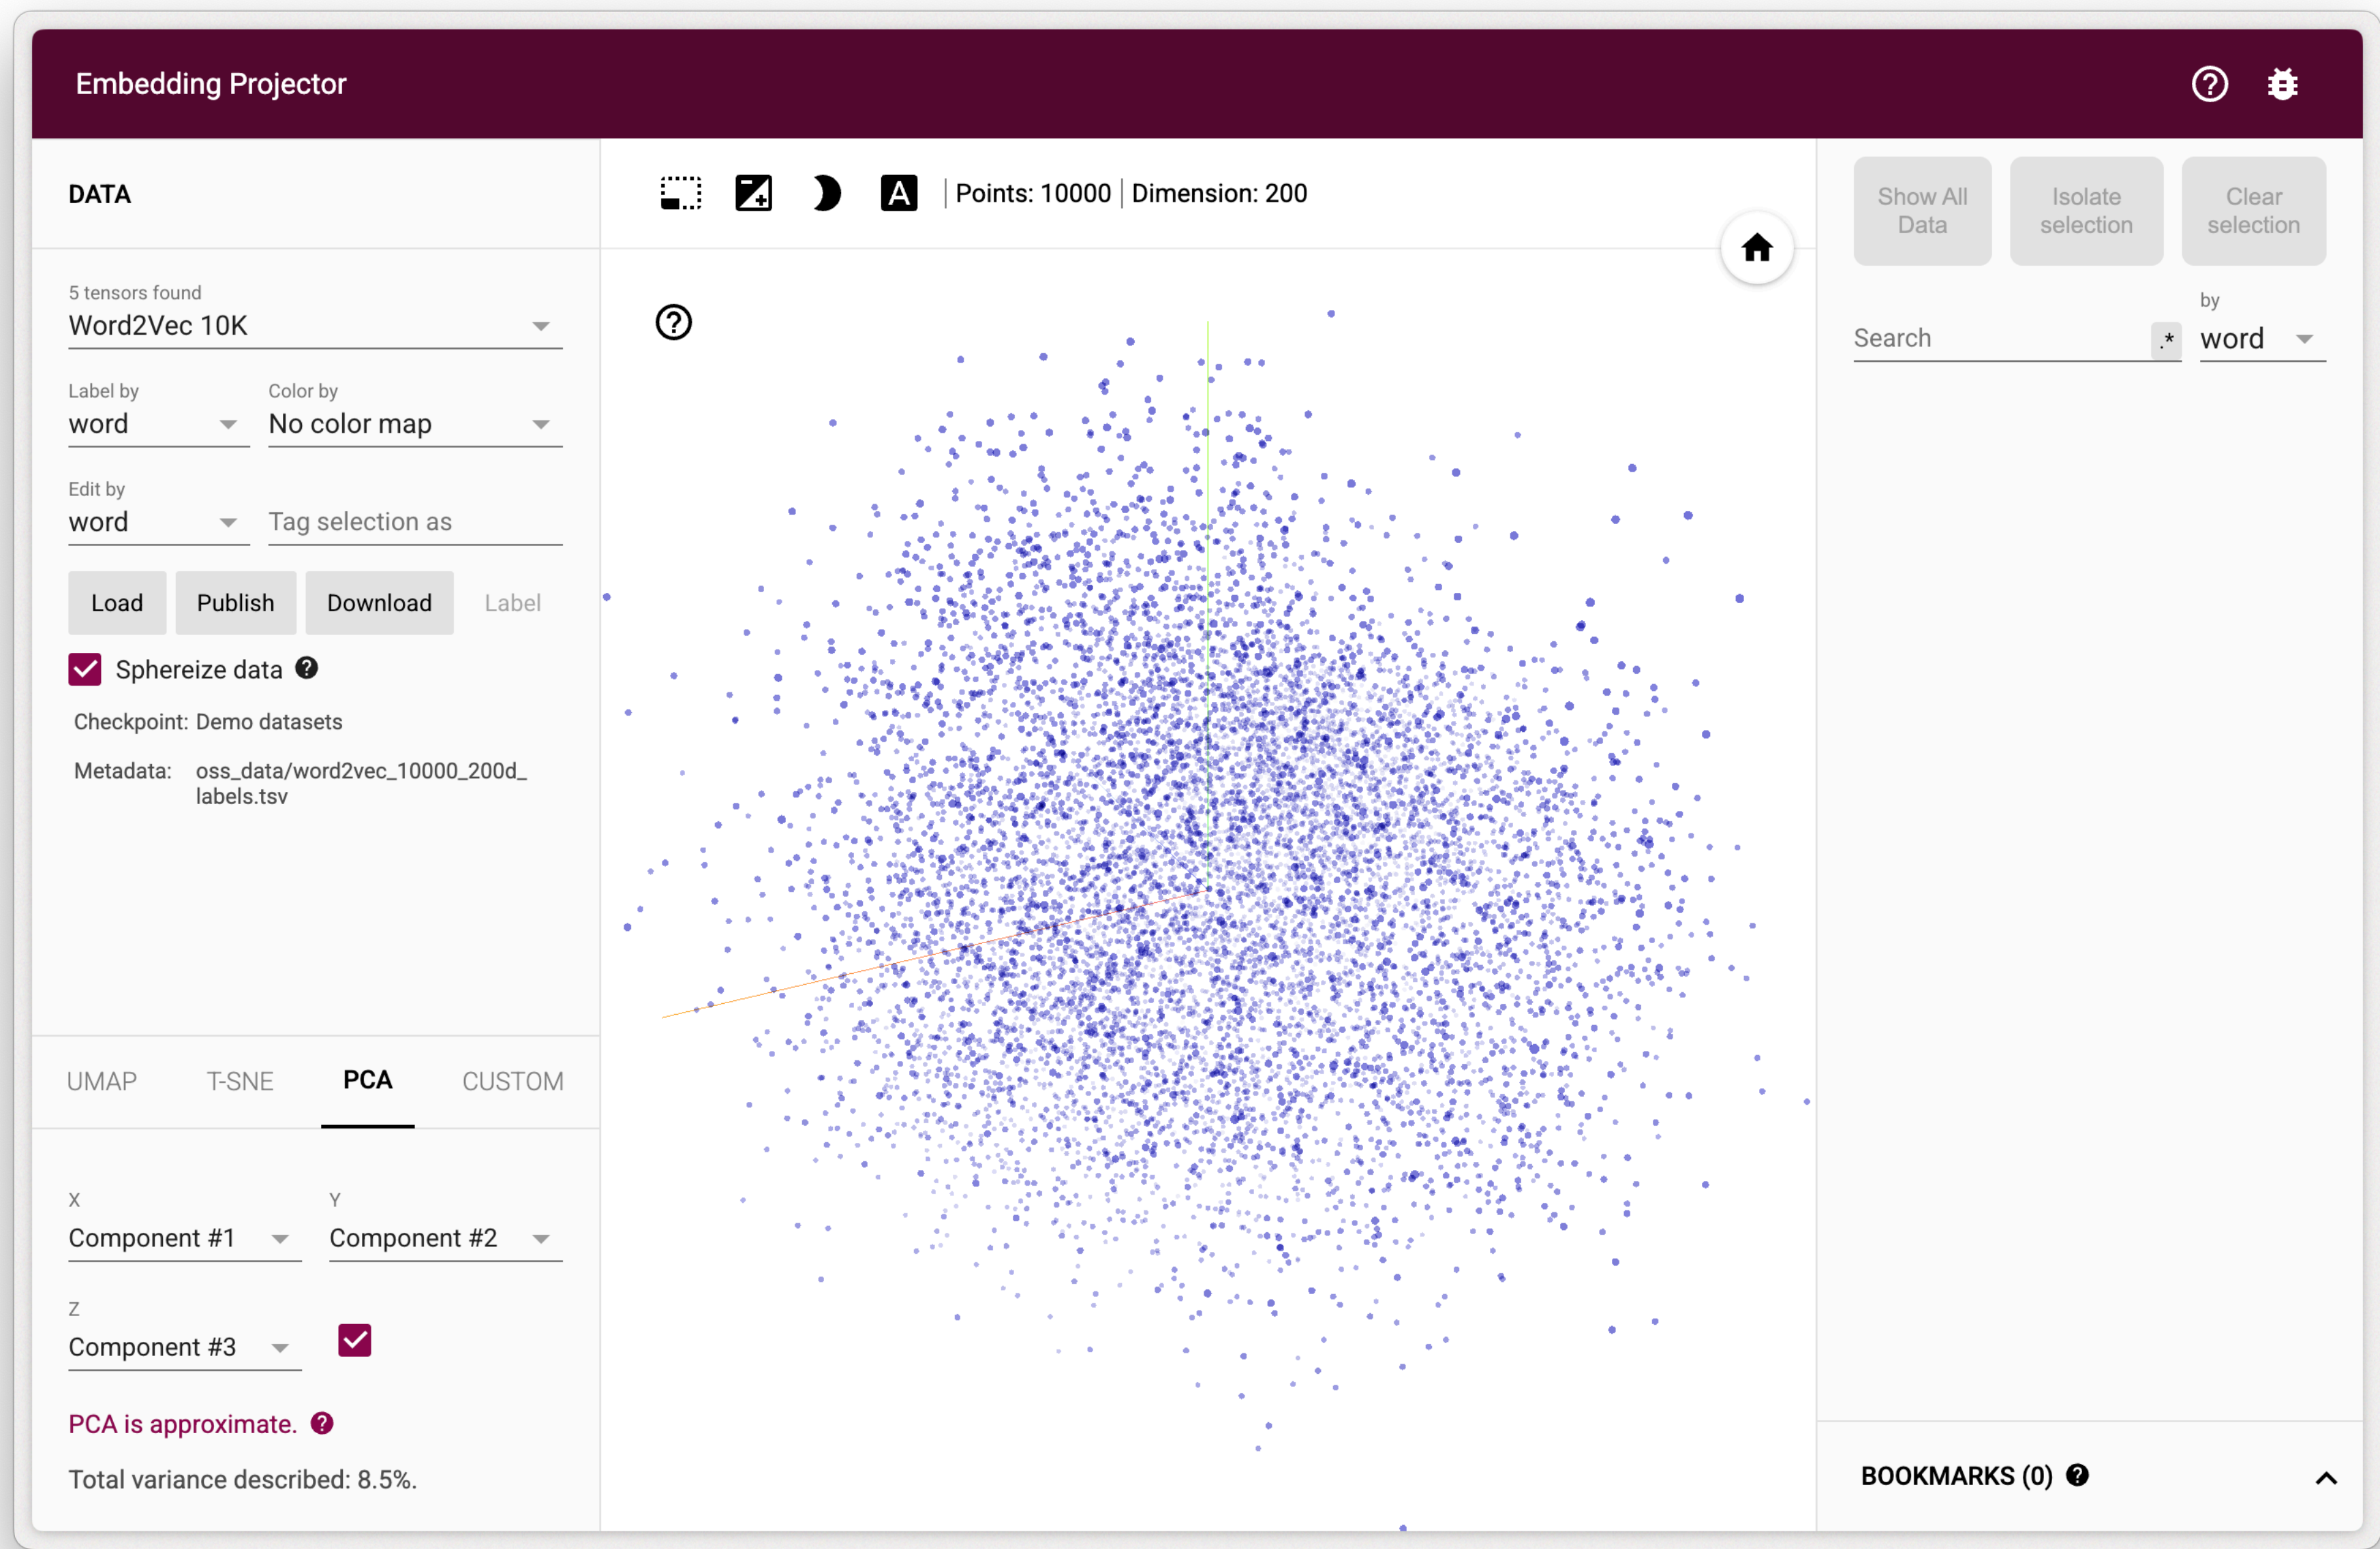 Embedding Projector
DATA
5 tensors found
Word2Vec 10K
Label by
word
Color by
No color map
Edit by
word
Tag selection as
Load
Publish
Download
Label
Sphereize data
Checkpoint: Demo datasets
Metadata: oss_data/word2vec_10000_200d_
labels.tsv
UMAP
T-SNE
PCA
CUSTOM
X
Component #1
Y
Component #2
Z
Component #3
PCA is approximate.
Total variance described: 8.5%.
A
Points: 10000
Dimension: 200
Show All
Data
Isolate
selection
Clear
selection
Search
.*
by
word
BOOKMARKS (0)